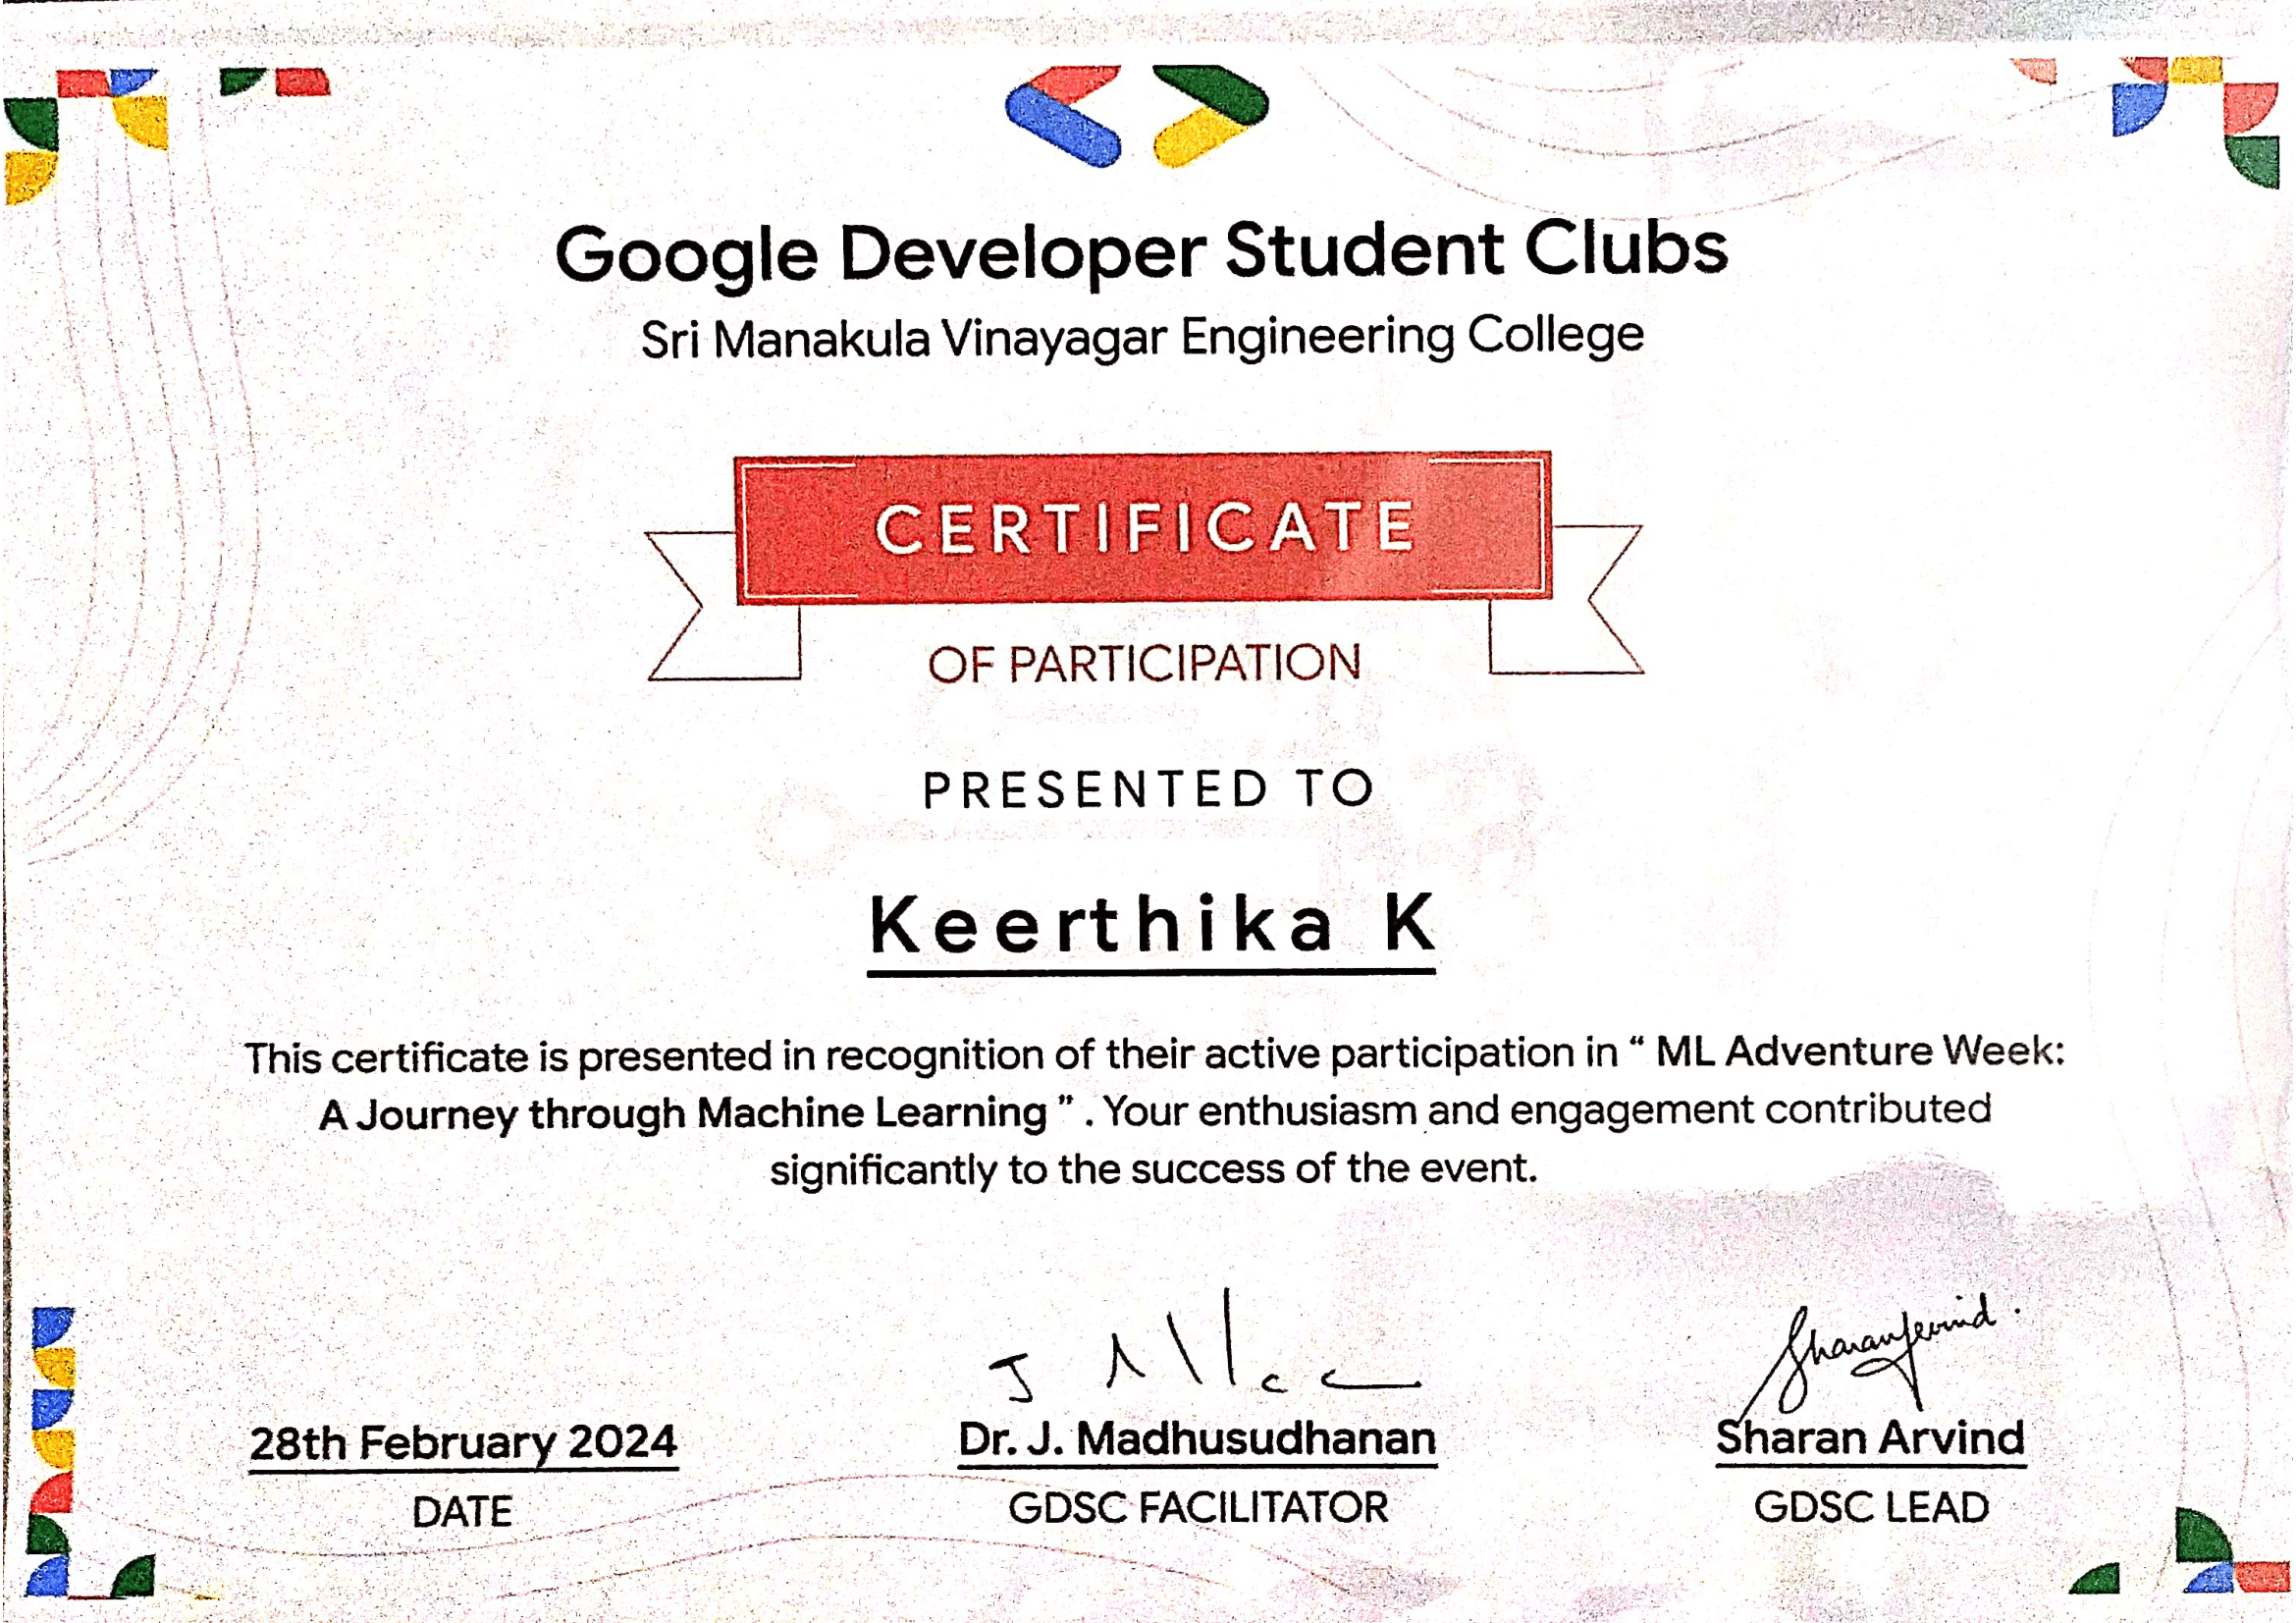 Google Developer Student Clubs
Sri Manakula Vinayagar Engineering College
CERTIFICATE
OF PARTICIPATION
PRESENTED TO
Keerthika K
This certificate is presented in recognition of their active participation in “ ML Adventure Week:
A Journey through Machine Learning ” . Your enthusiasm and engagement contributed
significantly to the success of the event.
28th February 2024
DATE
Dr. J. Madhusudhanan
GDSC FACILITATOR
Sharan Arvind
GDSC LEAD